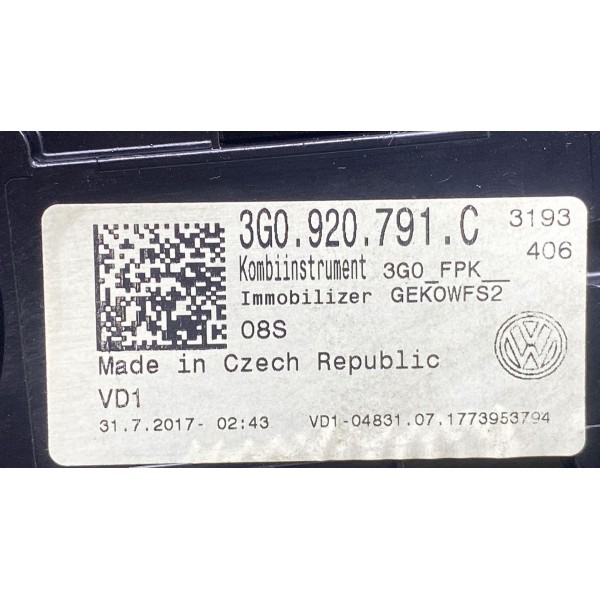 3G0.920.791.C 3193
Kombiinstrument 3G0_FPK__ 406
Immobilizer GEKOWFS2
08S
Made in Czech Republic
VD1
31.7.2017- 02:43 VD1-04831.07.1773953794